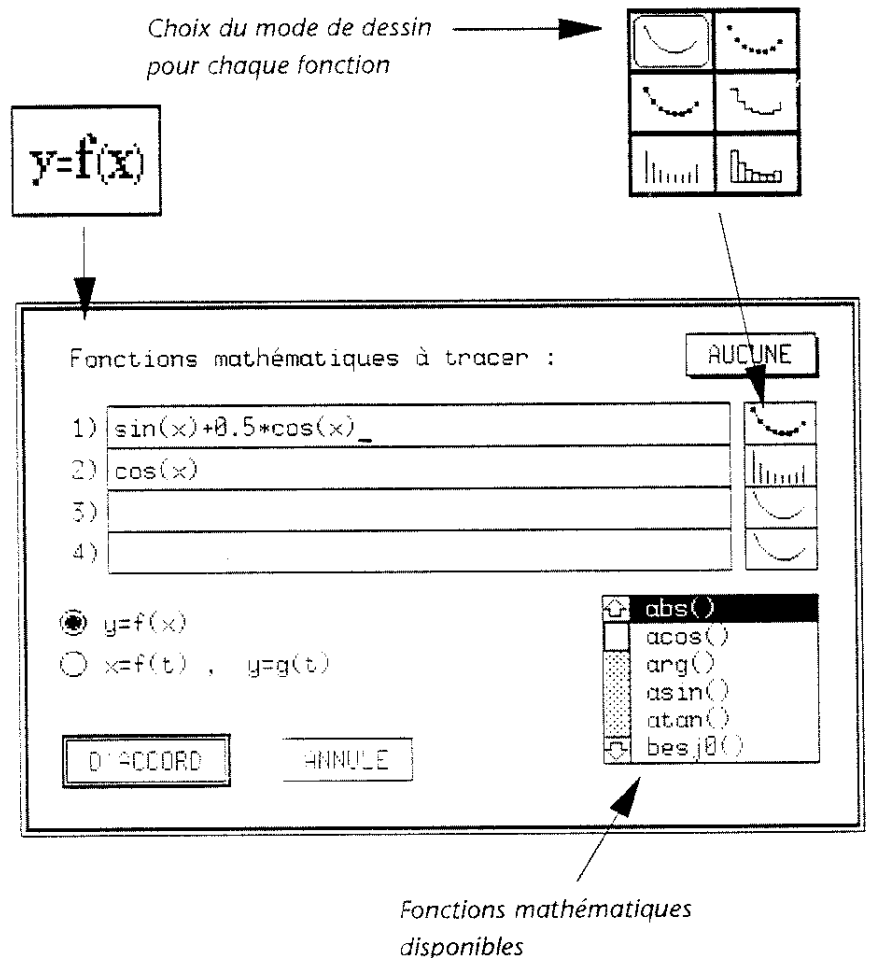 Choix du mode de dessin
pour chaque fonction
y=f(x)
Fonctions mathématiques à tracer :
AUCUNE
1) sin(x)+0.5*cos(x)_
2) cos(x)
3)
4)
y=f(x)
x=f(t) , y=g(t)
abs()
acos()
arg()
asin()
atan()
besj0()
D'ACCORD
ANNULE
Fonctions mathématiques
disponibles